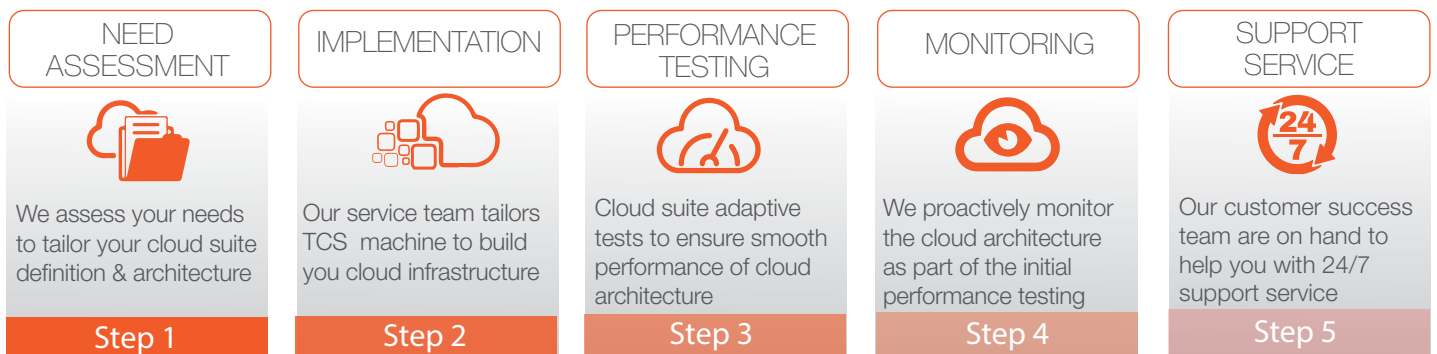 NEED
ASSESSMENT
We assess your needs
to tailor your cloud suite
definition & architecture
Step 1
IMPLEMENTATION
Our service team tailors
TCS machine to build
you cloud infrastructure
Step 2
PERFORMANCE
TESTING
Cloud suite adaptive
tests to ensure smooth
performance of cloud
architecture
Step 3
MONITORING
We proactively monitor
the cloud architecture
as part of the initial
performance testing
Step 4
SUPPORT
SERVICE
24
7
Our customer success
team are on hand to
help you with 24/7
support service
Step 5